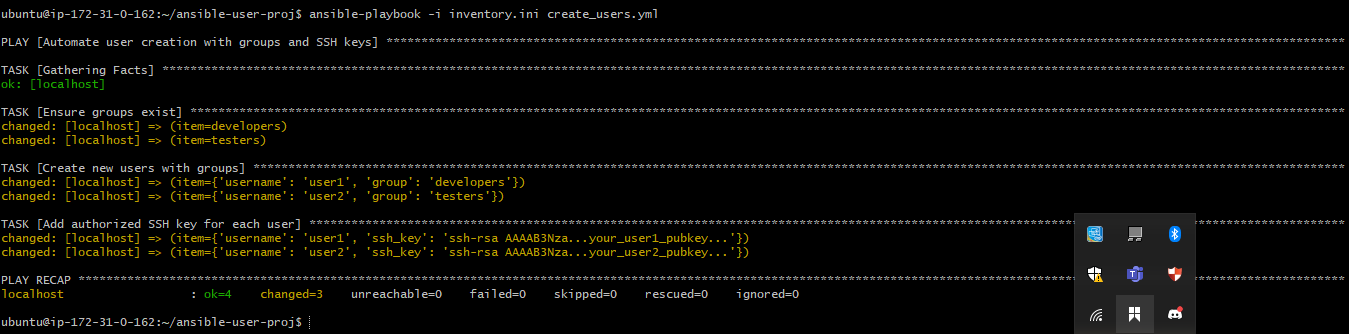 ubuntu@ip-172-31-0-162:~/ansible-user-proj$ ansible-playbook -i inventory.ini create_users.yml
PLAY [Automate user creation with groups and SSH keys] ****************************************************************************************************************************************
TASK [Gathering Facts] ***********************************************************************************************************************************************************************
ok: [localhost]
TASK [Ensure groups exist] *******************************************************************************************************************************************************************
changed: [localhost] => (item=developers)
changed: [localhost] => (item=testers)
TASK [Create new users with groups] **********************************************************************************************************************************************************
changed: [localhost] => (item={'username': 'user1', 'group': 'developers'})
changed: [localhost] => (item={'username': 'user2', 'group': 'testers'})
TASK [Add authorized SSH key for each user] **************************************************************************************************************************************************
changed: [localhost] => (item={'username': 'user1', 'ssh_key': 'ssh-rsa AAAAB3Nza...your_user1_pubkey...'})
changed: [localhost] => (item={'username': 'user2', 'ssh_key': 'ssh-rsa AAAAB3Nza...your_user2_pubkey...'})
PLAY RECAP ***********************************************************************************************************************************************************************************
localhost                  : ok=4    changed=3    unreachable=0    failed=0    skipped=0    rescued=0    ignored=0
ubuntu@ip-172-31-0-162:~/ansible-user-proj$